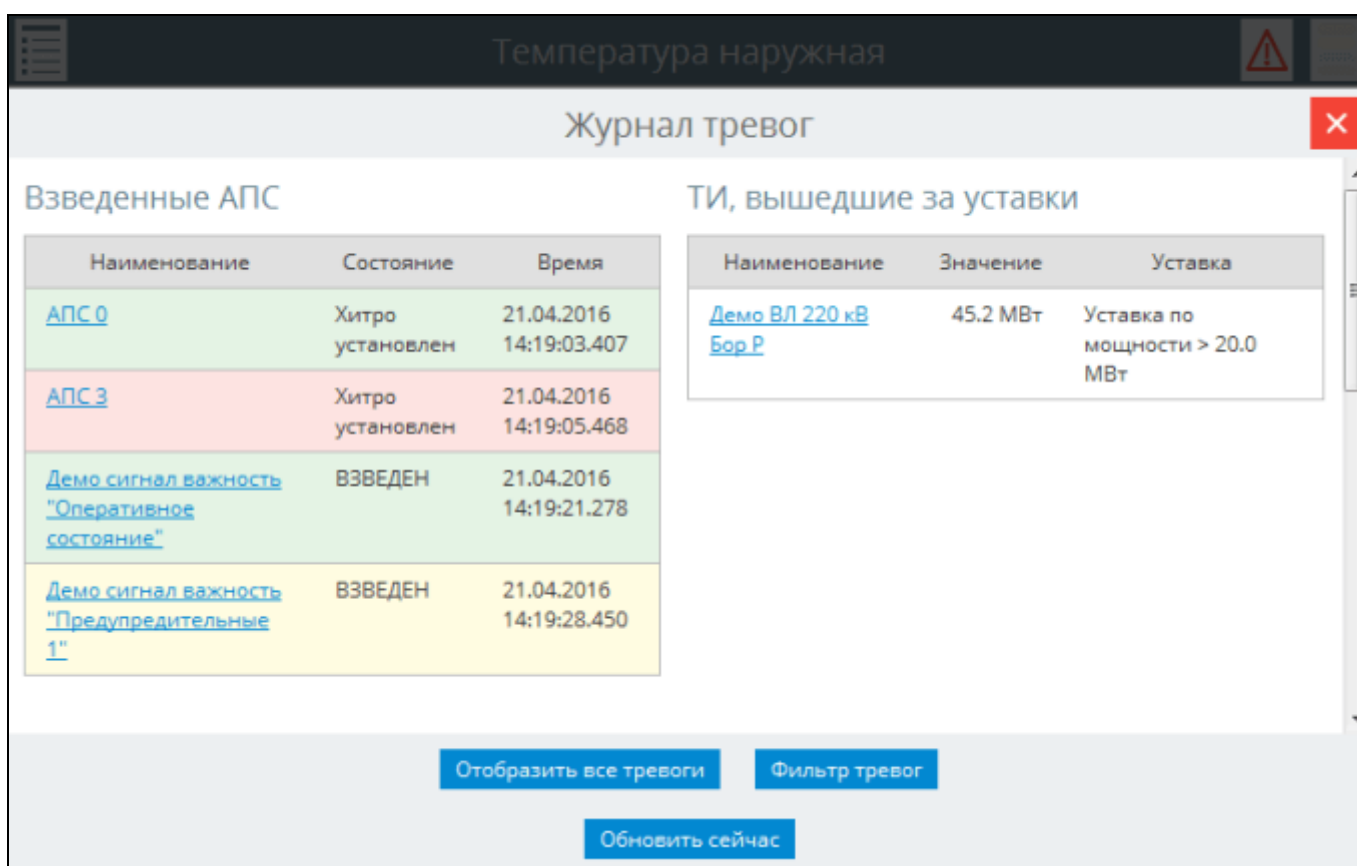 Температура наружная
Журнал тревог
Взведенные АПС
Наименование Состояние Время
АПС 0 Хитро 21.04.2016
установлен 14:19:03.407
АПС 3 Хитро 21.04.2016
установлен 14:19:05.468
Демо сигнал важность ВЗВЕДЕН 21.04.2016
"Оперативное 14:19:21.278
состояние"
Демо сигнал важность ВЗВЕДЕН 21.04.2016
"Предупредительные 14:19:28.450
1"
ТИ, вышедшие за уставки
Наименование Значение Уставка
Демо ВЛ 220 кВ 45.2 МВт Уставка по
Бор Р мощности > 20.0
МВт
Отобразить все тревоги Фильтр тревог
Обновить сейчас